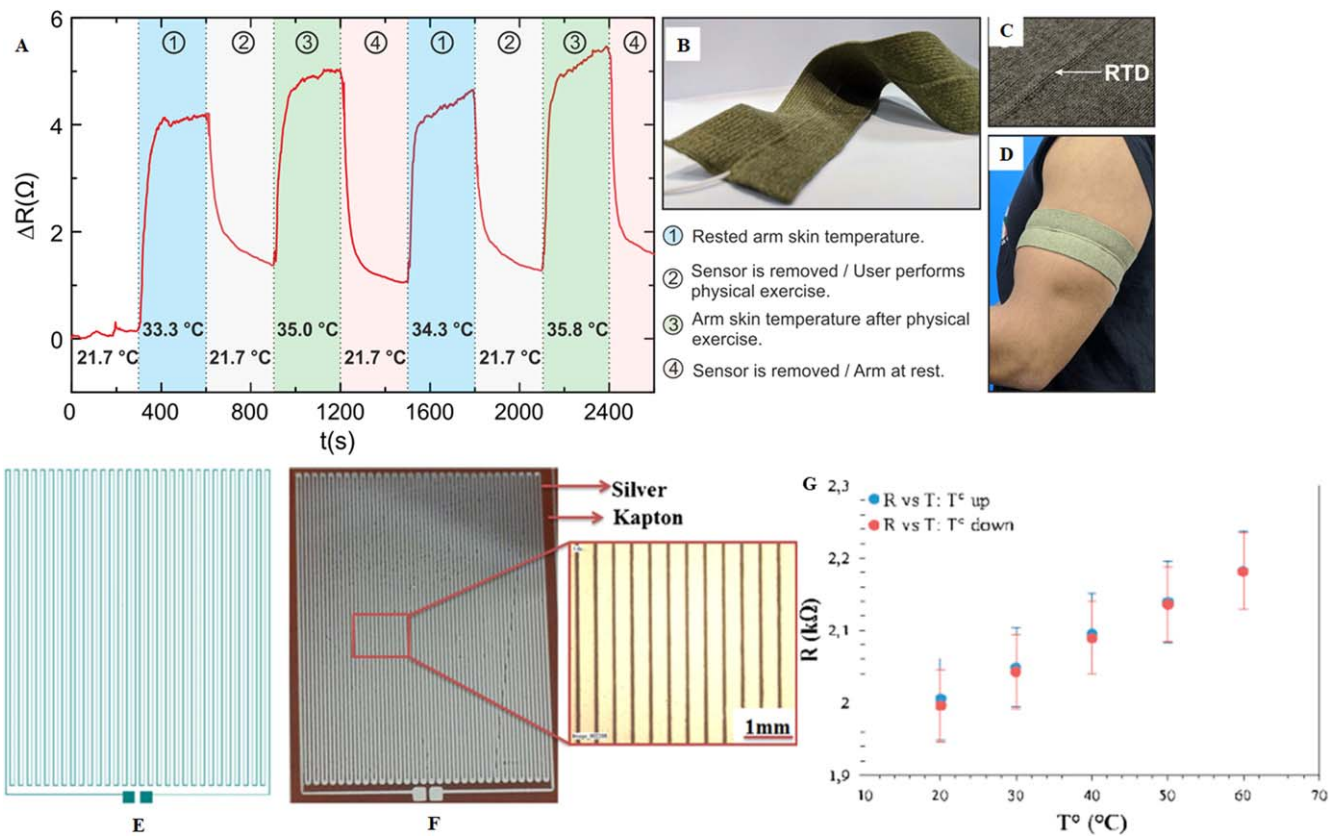 A
6
4
2
0
ΔR(Ω)
① ② ③ ④ ① ② ③ ④
33.3 °C 35.0 °C 34.3 °C 35.8 °C
21.7 °C 21.7 °C 21.7 °C 21.7 °C
0 400 800 1200 1600 2000 2400
t(s)
B
C
RTD
D
① Rested arm skin temperature.
② Sensor is removed / User performs
physical exercise.
③ Arm skin temperature after physical
exercise.
④ Sensor is removed / Arm at rest.
E
Silver
Kapton
1mm
F
G
2,3
2,2
2,1
2
1,9
R (kΩ)
R vs T: T° up
R vs T: T° down
10 20 30 40 50 60 70
T° (°C)